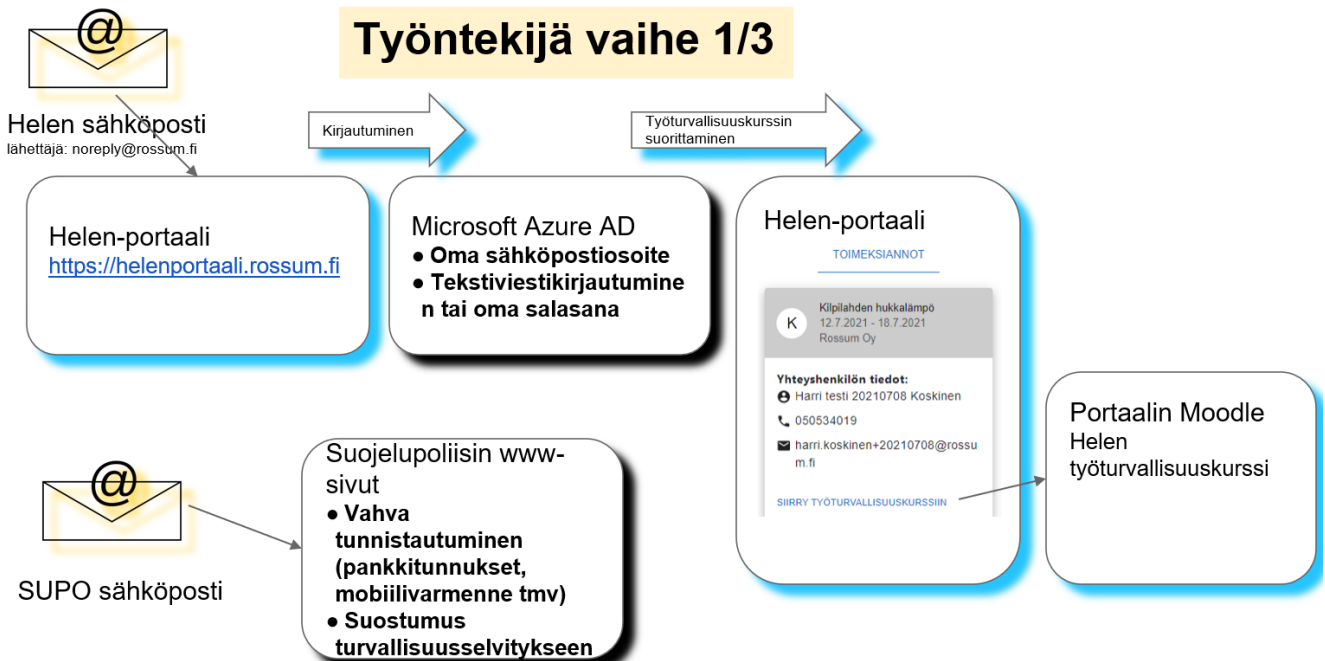 Työntekijä vaihe 1/3
@
Helen sähköposti
lähettäjä: noreply@rossum.fi
Kirjautuminen
Työturvallisuuskurssin
suorittaminen
Helen-portaali
https://helenportaali.rossum.fi
Microsoft Azure AD
● Oma sähköpostiosoite
● Tekstiviestikirjautumine
n tai oma salasana
Helen-portaali
TOIMEKSIANNOT
K
Kilpilahden hukkalämpö
12.7.2021 - 18.7.2021
Rossum Oy
Yhteyshenkilön tiedot:
Harri testi 20210708 Koskinen
050534019
harri.koskinen+20210708@rossu
m.fi
SIIRRY TYÖTURVALLISUUSKURSSIIN
Portaalin Moodle
Helen
työturvallisuuskurssi
@
SUPO sähköposti
Suojelupoliisin www-
sivut
● Vahva
tunnistautuminen
(pankkitunnukset,
mobiilivarmenne tmv)
● Suostumus
turvallisuusselvitykseen